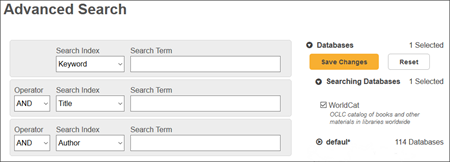 Advanced Search
Search Index Search Term
Keyword
Operator Search Index Search Term
AND Title
Operator Search Index Search Term
AND Author
Databases 1 Selected
Save Changes Reset
Searching Databases 1 Selected
WorldCat
OCLC catalog of books and other
materials in libraries worldwide
defaul* 114 Databases